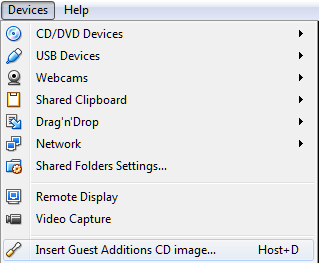 Devices Help
CD/DVD Devices
USB Devices
Webcams
Shared Clipboard
Drag'n'Drop
Network
Shared Folders Settings...
Remote Display
Video Capture
Insert Guest Additions CD image... Host+D